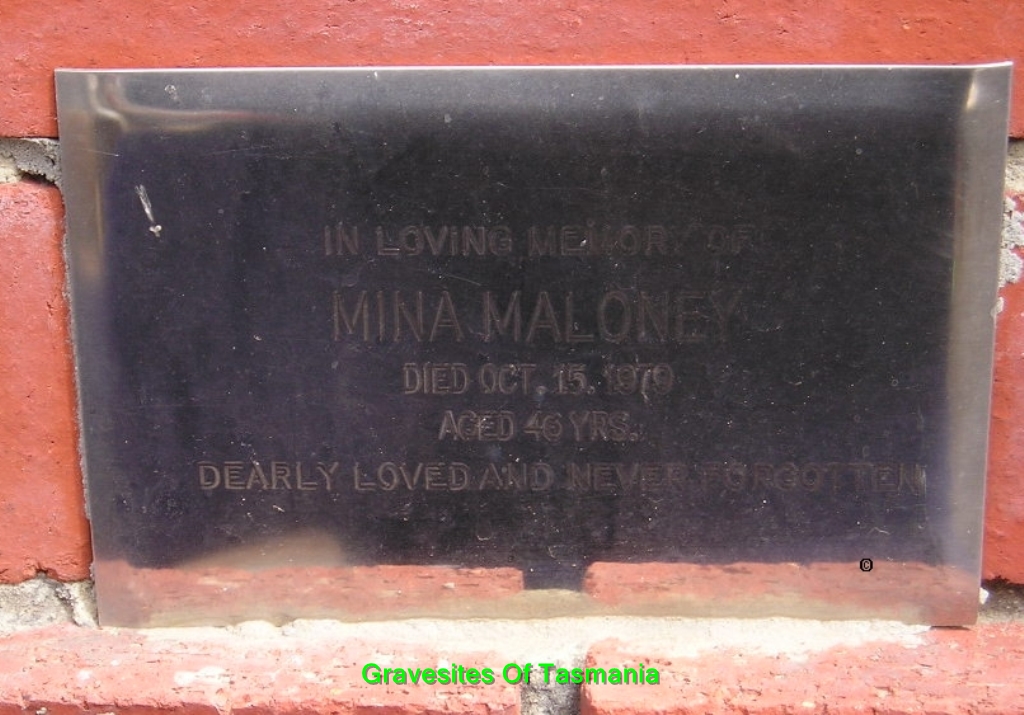 IN LOVING MEMORY OF
MINA MALONEY
DIED OCT. 15. 1979
AGED 46 YRS.
DEARLY LOVED AND NEVER FORGOTTEN
©
Gravesites Of Tasmania